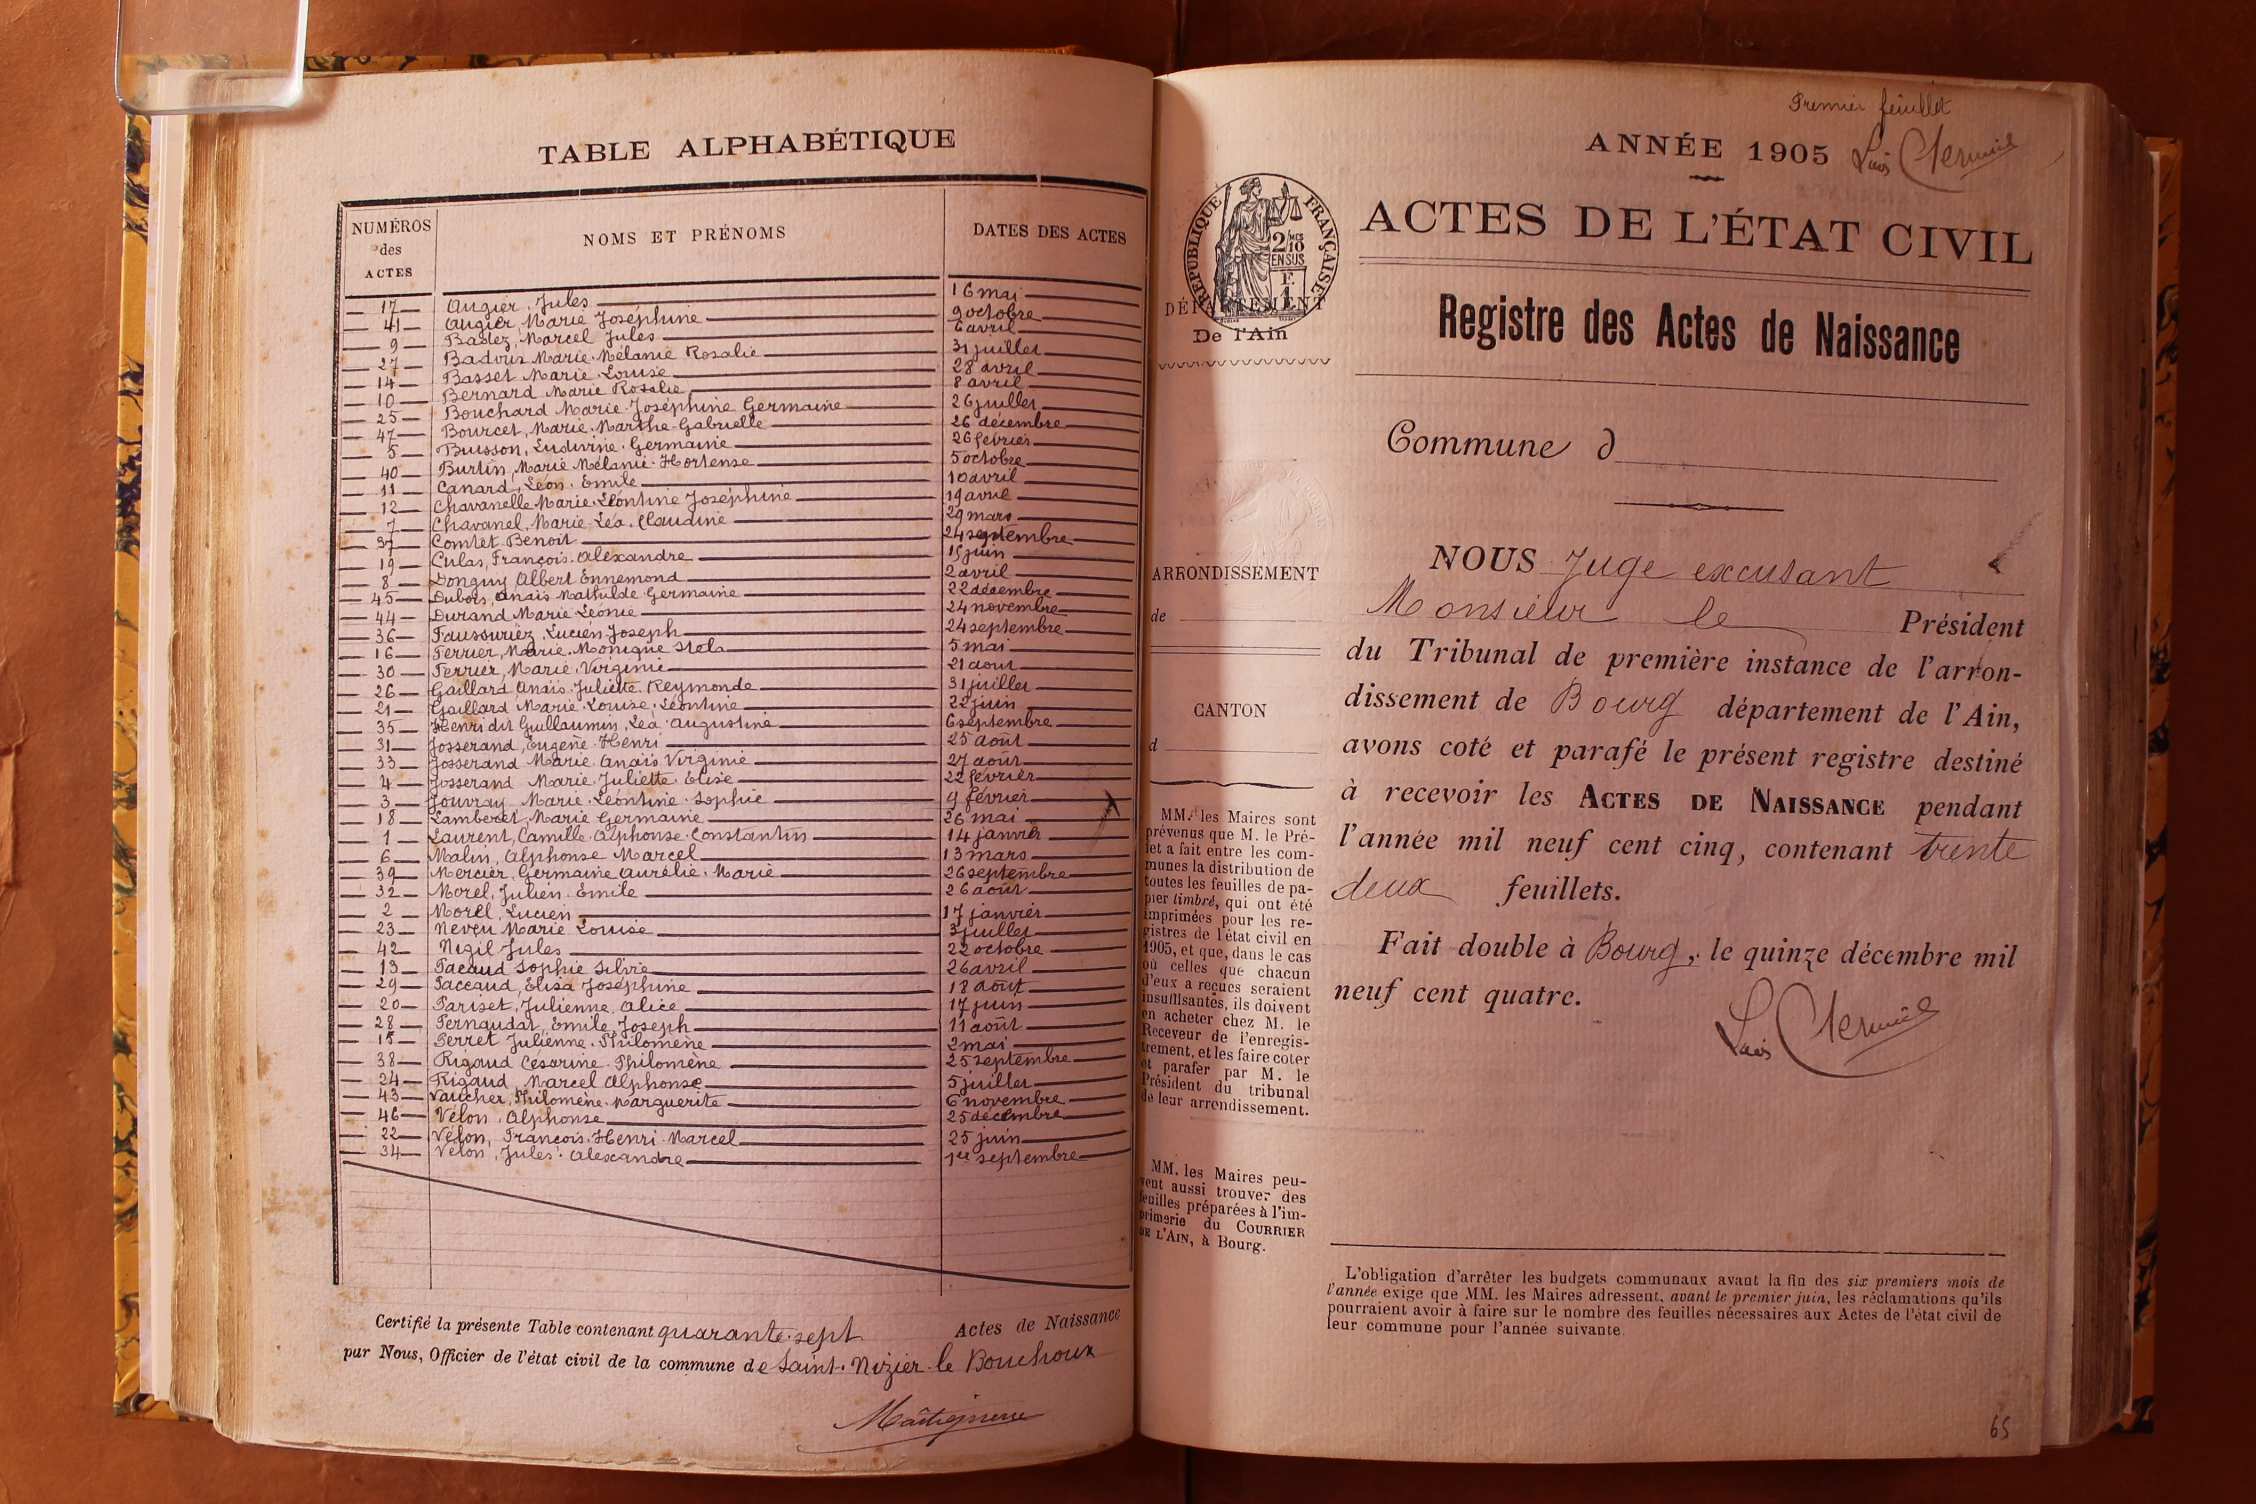 TABLE ALPHABÉTIQUE
NUMÉROS des ACTES
NOMS ET PRÉNOMS
DATES DES ACTES
17 Augier, Jules 16 mai
41 Augier, Marie Joséphine 9 octobre
9 Badez, Marcel Jules 6 avril
27 Badoux Marie Mélanie Rosalie 31 juillet
14 Basset Marie Louise 28 avril
10 Bernard Marie Rosalie 8 avril
25 Bouchard Marie Joséphine Germaine 26 juillet
47 Bourcet, Marie Marthe Gabrielle 26 décembre
5 Buisson, Ludivine Germaine 26 février
40 Burtin, Marie Mélanie Hortense 5 octobre
11 Canard, Léon Emile 10 avril
12 Chavanelle Marie Léontine Joséphine 19 avril
7 Chavanel, Marie Léa Claudine 29 mars
37 Comtet Benoit 24 septembre
19 Culas, François Alexandre 15 juin
8 Donguy Albert Ennemond 2 avril
45 Dubois, Anaïs Mathilde Germaine 22 décembre
44 Durand Marie Léonie 24 novembre
36 Faussuriez, Lucien Joseph 24 septembre
16 Ferrier, Marie Monique 5 mai
30 Ferrier, Marie Virginie 21 aout
26 Gaillard Anaïs Juliette Reymonde 31 juillet
21 Gaillard Marie Louise Léontine 22 juin
35 Henri dit Guillaumin, Léa Augustine 6 septembre
31 Josserand, Eugène Henri 25 août
33 Josserand Marie Anaïs Virginie 27 août
4 Josserand Marie Juliette Elise 22 février
3 Jouvray Marie Léontine Sophie 9 février
18 Lamberet, Marie Germaine 26 mai
1 Laurent, Camille Alphonse Constantin 14 janvier
6 Malin, Alphonse Marcel 13 mars
39 Mercier, Germaine Aurélie Marie 26 septembre
32 Morel, Julien Emile 26 août
2 Morel, Lucien 17 janvier
23 Neveu Marie Louise 3 juillet
42 Nizil Jules 22 octobre
13 Pacaud Sophie Silvie 26 avril
29 Paccaud, Elisa Joséphine 18 août
20 Pariset, Julienne Alice 17 juin
28 Pernaudat, Emile Joseph 11 août
15 Perret Julienne Philomène 2 mai
38 Rigaud Césarine Philomène 25 septembre
24 Rigaud, Marcel Alphonse 5 juillet
43 Vaucher, Philomène Marguerite 6 novembre
46 Vélon, Alphonse 25 décembre
22 Vélon, François Henri Marcel 25 juin
34 Vélon, Jules Alexandre 1er septembre
Certifié la présente Table contenant quarante-sept Actes de Naissance
par Nous, Officier de l'état civil de la commune de Saint-Nizier-le Bouchoux
Premier feuillet
ANNÉE 1905
ACTES DE L'ÉTAT CIVIL
RÉPUBLIQUE FRANÇAISE
2/10 MES
EN SUS
F.
1
DÉPARTEMENT
De l'Ain
Registre des Actes de Naissance
Commune d
ARRONDISSEMENT
de
CANTON
d
MM. les Maires sont
prévenus que M. le Pré-
fet a fait entre les com-
munes la distribution de
toutes les feuilles de pa-
pier timbré, qui ont été
imprimées pour les re-
gistres de l'état civil en
1905, et que, dans le cas
où celles que chacun
d'eux a reçues seraient
insuffisantes, ils doivent
en acheter chez M. le
Receveur de l'enregis-
trement, et les faire coter
et parafer par M. le
Président du tribunal
de leur arrondissement.
MM. les Maires peu-
vent aussi trouver des
feuilles préparées à l'im-
primerie du COURRIER
DE L'AIN, à Bourg.
NOUS Juge excusant
Monsieur le Président
du Tribunal de première instance de l'arron-
dissement de Bourg département de l'Ain,
avons coté et parafé le présent registre destiné
à recevoir les ACTES DE NAISSANCE pendant
l'année mil neuf cent cinq, contenant trente
deux feuillets.
Fait double à Bourg, le quinze décembre mil
neuf cent quatre.
L'obligation d'arrêter les budgets communaux avant la fin des six premiers mois de
l'année exige que MM. les Maires adressent, avant le premier juin, les réclamations qu'ils
pourraient avoir à faire sur le nombre des feuilles nécessaires aux Actes de l'état civil de
leur commune pour l'année suivante.
65